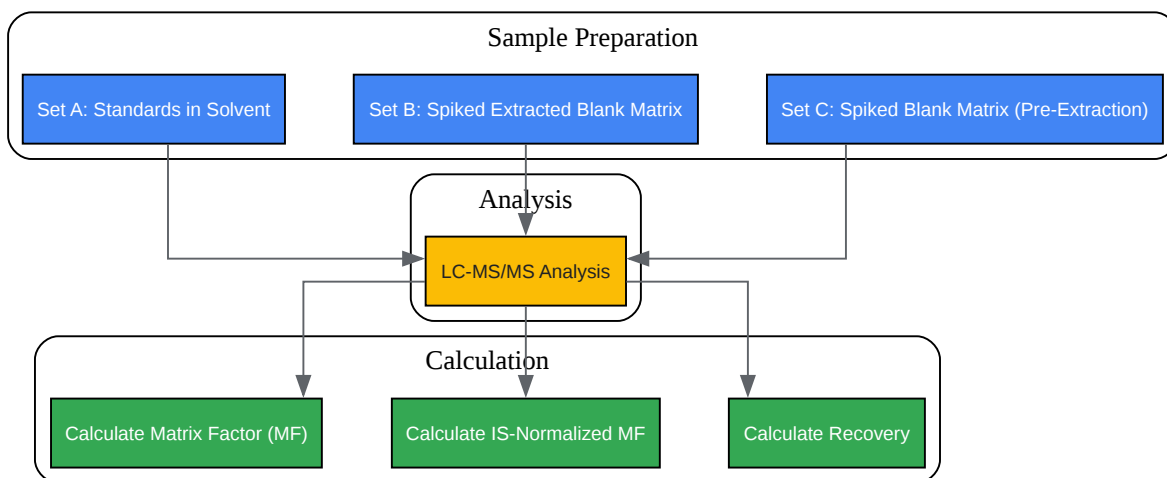 Sample Preparation
Set A: Standards in Solvent
Set B: Spiked Extracted Blank Matrix
Set C: Spiked Blank Matrix (Pre-Extraction)
Analysis
LC-MS/MS Analysis
Calculation
Calculate Matrix Factor (MF)
Calculate IS-Normalized MF
Calculate Recovery